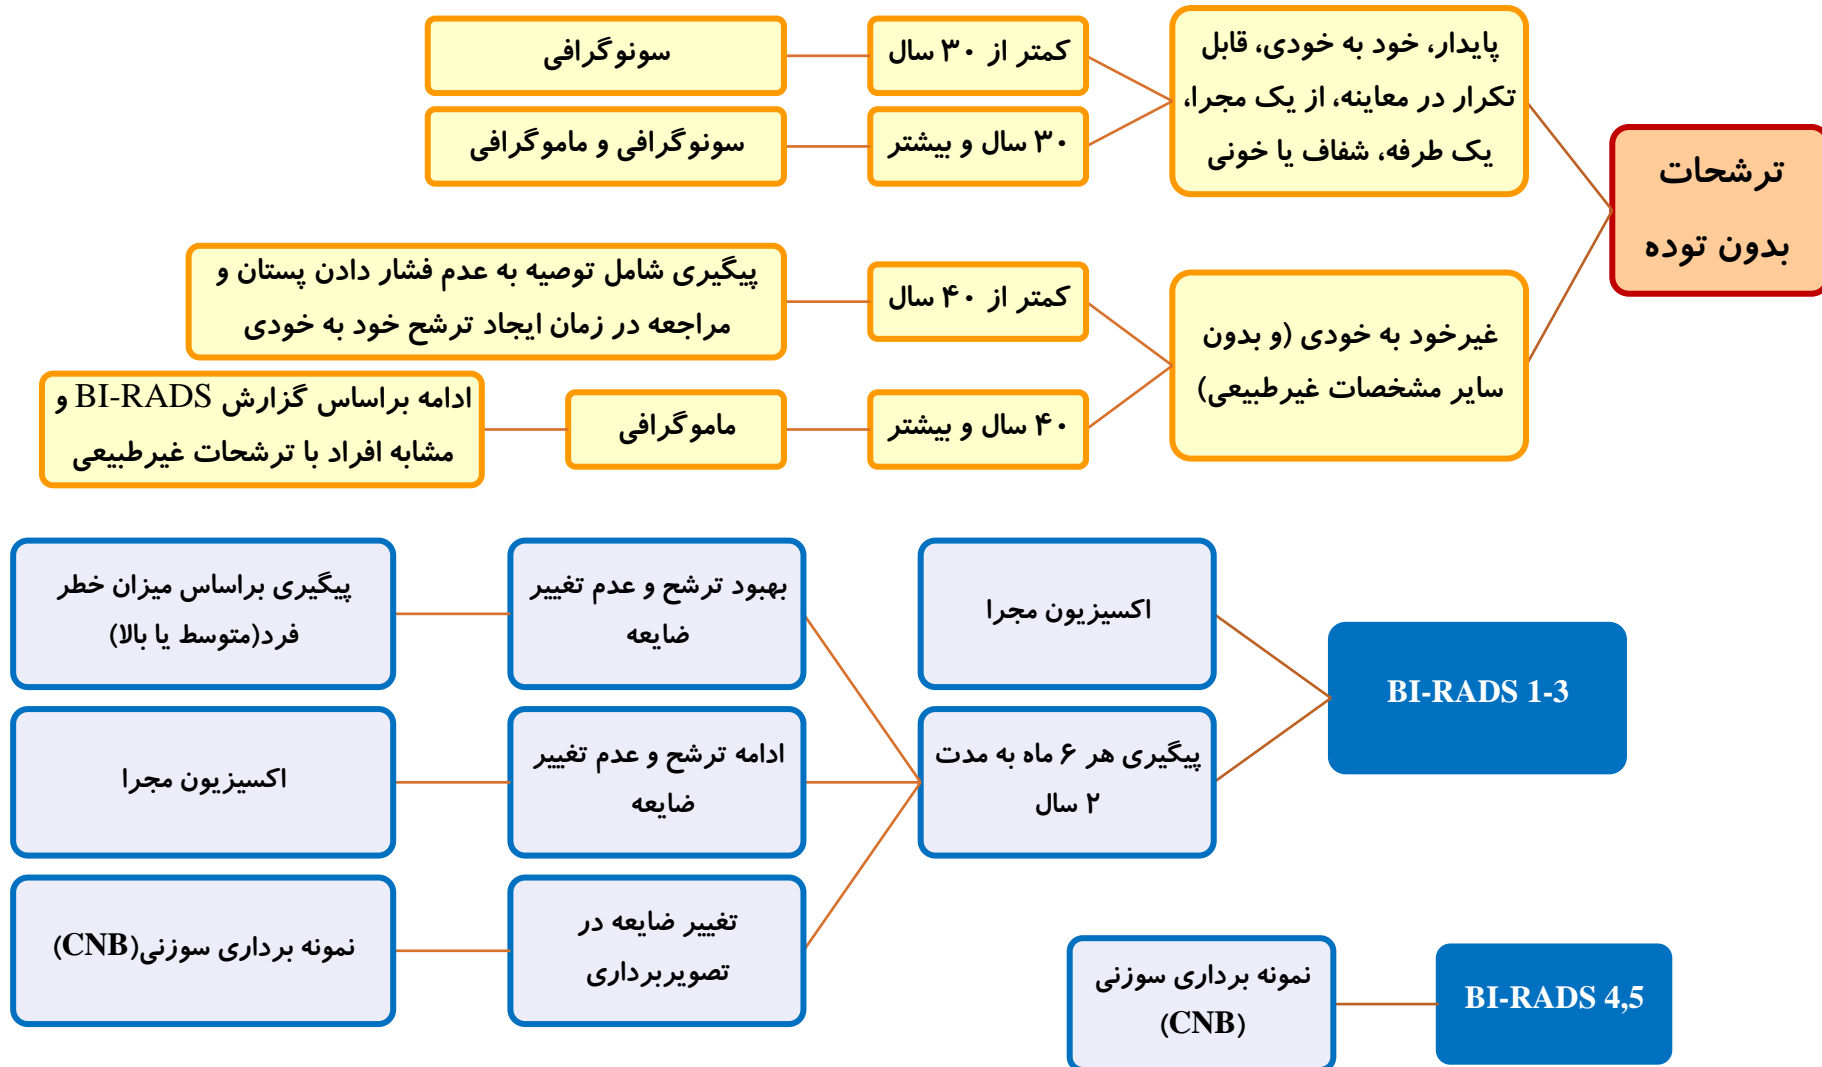 ترشحات
بدون توده
پایدار، خود به خودی، قابل
تکرار در معاینه، از یک مجرا،
یک طرفه، شفاف یا خونی
کمتر از ۳۰ سال
سونوگرافی
۳۰ سال و بیشتر
سونوگرافی و ماموگرافی
غیرخود به خودی (و بدون
سایر مشخصات غیرطبیعی)
کمتر از ۴۰ سال
پیگیری شامل توصیه به عدم فشار دادن پستان و
مراجعه در زمان ایجاد ترشح خود به خودی
۴۰ سال و بیشتر
ماموگرافی
ادامه براساس گزارش BI-RADS و
مشابه افراد با ترشحات غیرطبیعی
BI-RADS 1-3
اکسیزیون مجرا
پیگیری هر ۶ ماه به مدت
۲ سال
بهبود ترشح و عدم تغییر
ضایعه
پیگیری براساس میزان خطر
فرد(متوسط یا بالا)
ادامه ترشح و عدم تغییر
ضایعه
اکسیزیون مجرا
تغییر ضایعه در
تصویربرداری
نمونه برداری سوزنی(CNB)
BI-RADS 4,5
نمونه برداری سوزنی
(CNB)